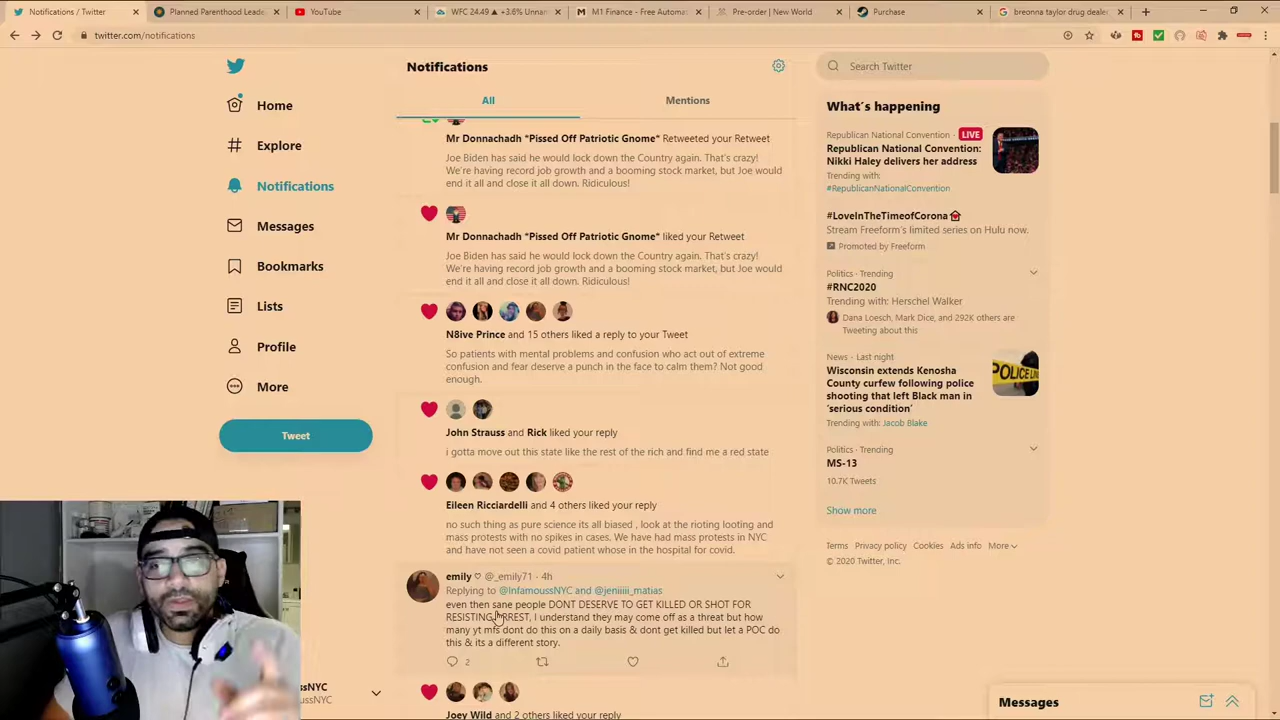 Notifications / Twitter
Planned Parenthood Leade
YouTube
WFC 24.49 ▲ +3.6% Unnam
M1 Finance - Free Automa
Pre-order | New World
Purchase
breonna taylor drug dealer
twitter.com/notifications
Home
Explore
Notifications
Messages
Bookmarks
Lists
Profile
More
Tweet
ssNYC
oussNYC
Notifications
All
Mentions
Mr Donnachadh "Pissed Off Patriotic Gnome" Retweeted your Retweet
Joe Biden has said he would lock down the Country again. That's crazy!
We're having record job growth and a booming stock market, but Joe would
end it all and close it all down. Ridiculous!
Mr Donnachadh "Pissed Off Patriotic Gnome" liked your Retweet
Joe Biden has said he would lock down the Country again. That's crazy!
We're having record job growth and a booming stock market, but Joe would
end it all and close it all down. Ridiculous!
N8ive Prince and 15 others liked a reply to your Tweet
So patients with mental problems and confusion who act out of extreme
confusion and fear deserve a punch in the face to calm them? Not good
enough.
John Strauss and Rick liked your reply
i gotta move out this state like the rest of the rich and find me a red state
Eileen Ricciardelli and 4 others liked your reply
no such thing as pure science its all biased , look at the rioting looting and
mass protests with no spikes in cases. We have had mass protests in NYC
and have not seen a covid patient whose in the hospital for covid.
emily ♡ @_emily71 · 4h
Replying to @InfamoussNYC and @jeniiiii_matias
even then sane people DONT DESERVE TO GET KILLED OR SHOT FOR
RESISTING ARREST, I understand they may come off as a threat but how
many yt mfs dont do this on a daily basis & dont get killed but let a POC do
this & its a different story.
2
Joey Wild and 2 others liked your reply
Search Twitter
What's happening
Republican National Convention · LIVE
Republican National Convention:
Nikki Haley delivers her address
Trending with:
#RepublicanNationalConvention
#LoveInTheTimeofCorona
Stream Freeform's limited series on Hulu now.
Promoted by Freeform
Politics · Trending
#RNC2020
Trending with: Herschel Walker
Dana Loesch, Mark Dice, and 292K others are
Tweeting about this
News · Last night
Wisconsin extends Kenosha
County curfew following police
shooting that left Black man in
'serious condition'
Trending with: Jacob Blake
POLICE LI
Politics · Trending
MS-13
10.7K Tweets
Show more
Terms Privacy policy Cookies Ads info More
© 2020 Twitter, Inc.
Messages